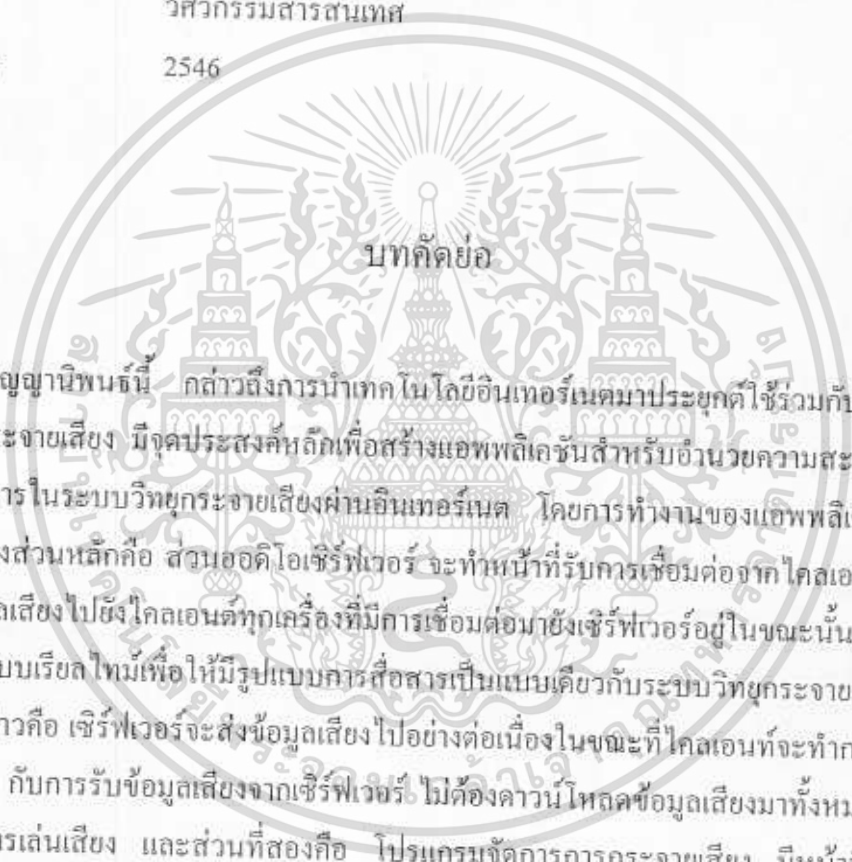 วิศวกรรมสารสนเทศ
2546
บทคัดย่อ
ญญานิพนธ์นี้ กล่าวถึงการนำเทคโนโลยีอินเทอร์เนตมาประยุกต์ใช้ร่วมกับ
ะจายเสียง มีจุดประสงค์หลักเพื่อสร้างแอพพลิเคชันสำหรับอำนวยความสะ
การในระบบวิทยุกระจายเสียงผ่านอินเทอร์เนต โดยการทำงานของแอพพลิเ
งส่วนหลักคือ ส่วนออดิโอเซิร์ฟเวอร์ จะทำหน้าที่รับการเชื่อมต่อจากไคลเอ
ลเสียงไปยังไคลเอนต์ทุกเครื่องที่มีการเชื่อมต่อมายังเซิร์ฟเวอร์อยู่ในขณะนั้น
บบเรียลไทม์เพื่อให้มีรูปแบบการสื่อสารเป็นแบบเดียวกับระบบวิทยุกระจาย
าวคือ เซิร์ฟเวอร์จะส่งข้อมูลเสียงไปอย่างต่อเนื่องในขณะที่ไคลเอนท์จะทำก
กับการรับข้อมูลเสียงจากเซิร์ฟเวอร์ ไม่ต้องดาวน์โหลดข้อมูลเสียงมาทั้งหม
ารเล่นเสียง และส่วนที่สองคือ โปรแกรมจัดการการกระจายเสียง